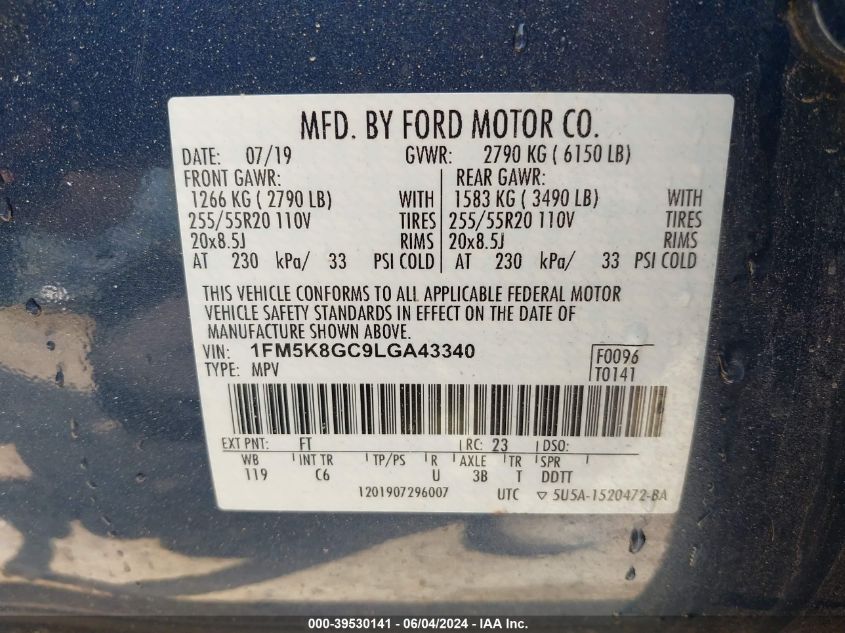 MFD. BY FORD MOTOR CO.
DATE: 07/19 GVWR: 2790 KG ( 6150 LB)
FRONT GAWR: REAR GAWR:
1266 KG ( 2790 LB) WITH 1583 KG ( 3490 LB) WITH
255/55R20 110V TIRES 255/55R20 110V TIRES
20x8.5J RIMS 20x8.5J RIMS
AT 230 kPa/ 33 PSI COLD AT 230 kPa/ 33 PSI COLD
THIS VEHICLE CONFORMS TO ALL APPLICABLE FEDERAL MOTOR
VEHICLE SAFETY STANDARDS IN EFFECT ON THE DATE OF
MANUFACTURE SHOWN ABOVE.
VIN: 1FM5K8GC9LGA43340 F0096
TYPE: MPV T0141
EXT PNT: FT RC: 23 DSO:
WB INT TR TP/PS R AXLE TR SPR
119 C6 U 3B T DDTT
1201907296007 UTC ▽ 5U5A-1520472-BA
000-39530141 - 06/04/2024 - IAA Inc.